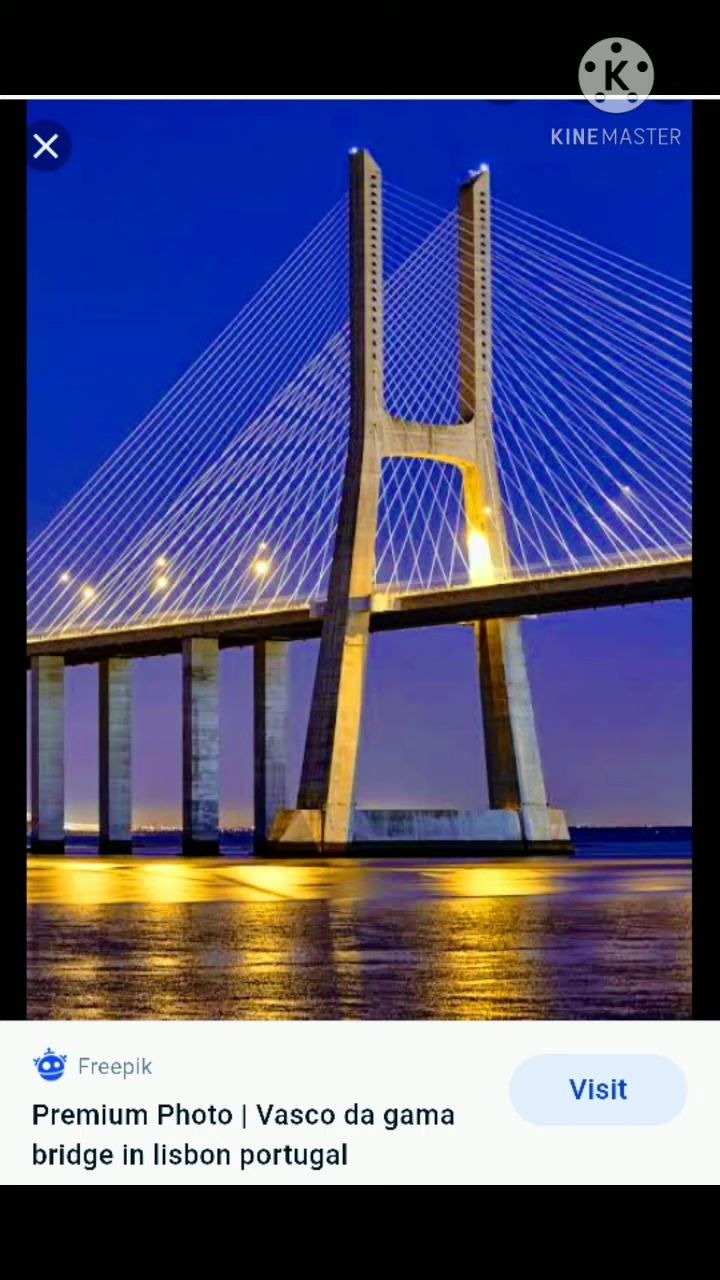 K
KINEMASTER
Freepik
Visit
Premium Photo | Vasco da gama
bridge in lisbon portugal